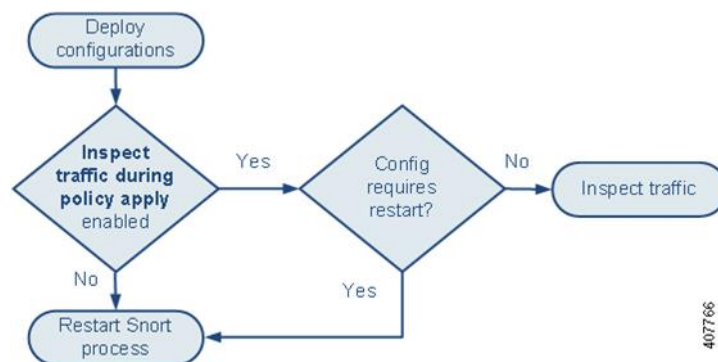 Deploy
configurations
Inspect
traffic during
policy apply
enabled
Yes
Config
requires
restart?
No
Inspect traffic
No
Yes
Restart Snort
process
407766